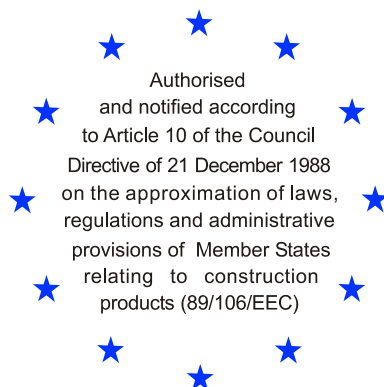 Authorised
and notified according
to Article 10 of the Council
Directive of 21 December 1988
on the approximation of laws,
regulations and administrative
provisions of Member States
relating to construction
products (89/106/EEC)